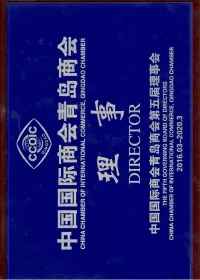 CCOIC
中国国际商会青岛商会
CHINA CHAMBER OF INTERNATIONAL COMMERCE, QINGDAO CHAMBER
理事
DIRECTOR
中国国际商会青岛商会第五届理事会
THE FIFTH GOVERNING BOARD OF DIRECTORS
CHINA CHAMBER OF INTERNATIONAL COMMERCE, QINGDAO CHAMBER
2016.03-2020.3